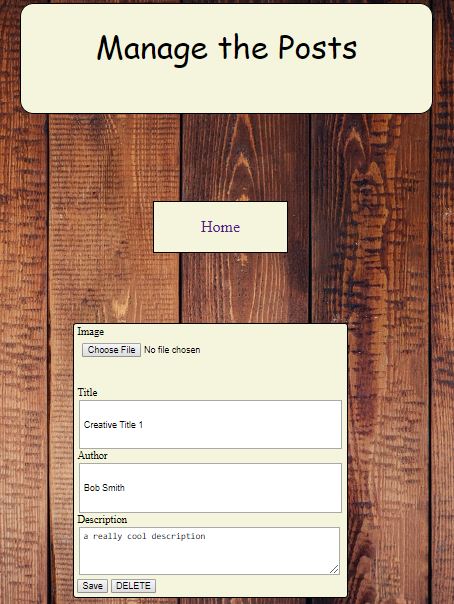 Manage the Posts
Home
Image
Choose File No file chosen
Title
Creative Title 1
Author
Bob Smith
Description
a really cool description
Save DELETE